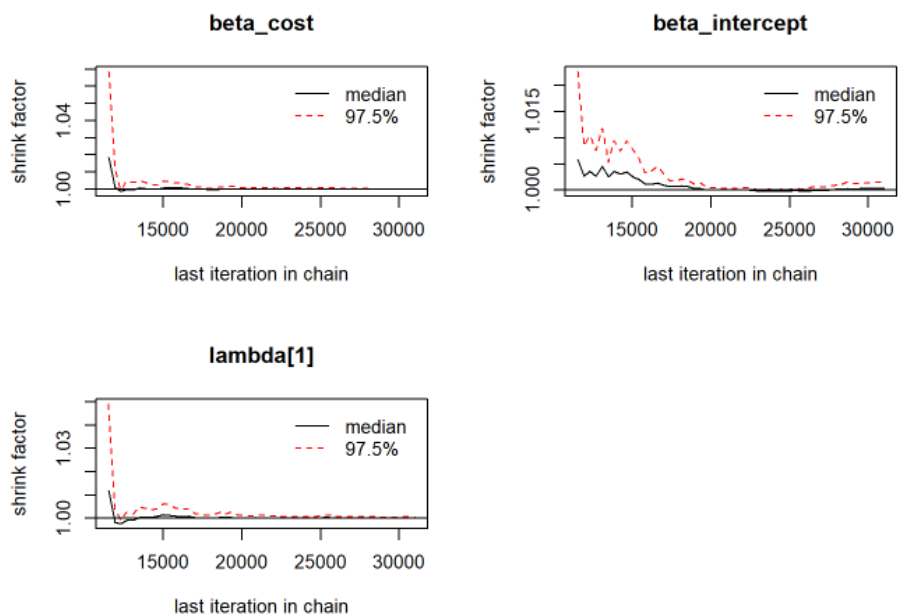 beta_cost
shrink factor
1.00
1.04
median
97.5%
15000 20000 25000 30000
last iteration in chain
beta_intercept
shrink factor
1.000
1.015
median
97.5%
15000 20000 25000 30000
last iteration in chain
lambda[1]
shrink factor
1.00
1.03
median
97.5%
15000 20000 25000 30000
last iteration in chain